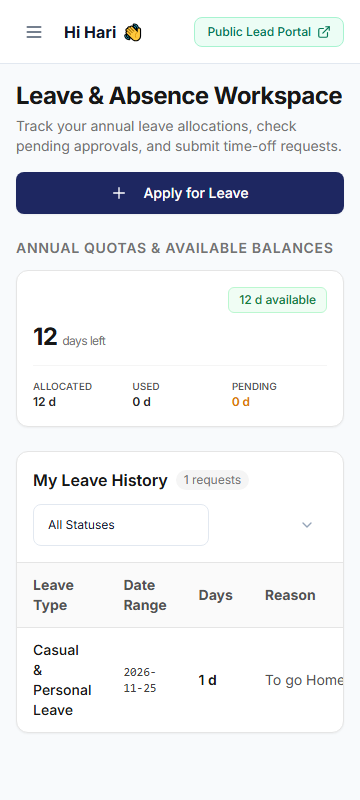 Hi Hari 👋
Public Lead Portal
Leave & Absence Workspace
Track your annual leave allocations, check
pending approvals, and submit time-off requests.
+ Apply for Leave
ANNUAL QUOTAS & AVAILABLE BALANCES
12 d available
12 days left
ALLOCATED USED PENDING
12 d 0 d 0 d
My Leave History 1 requests
All Statuses
Leave Type Date Range Days Reason
Casual & Personal Leave 2026-11-25 1 d To go Home